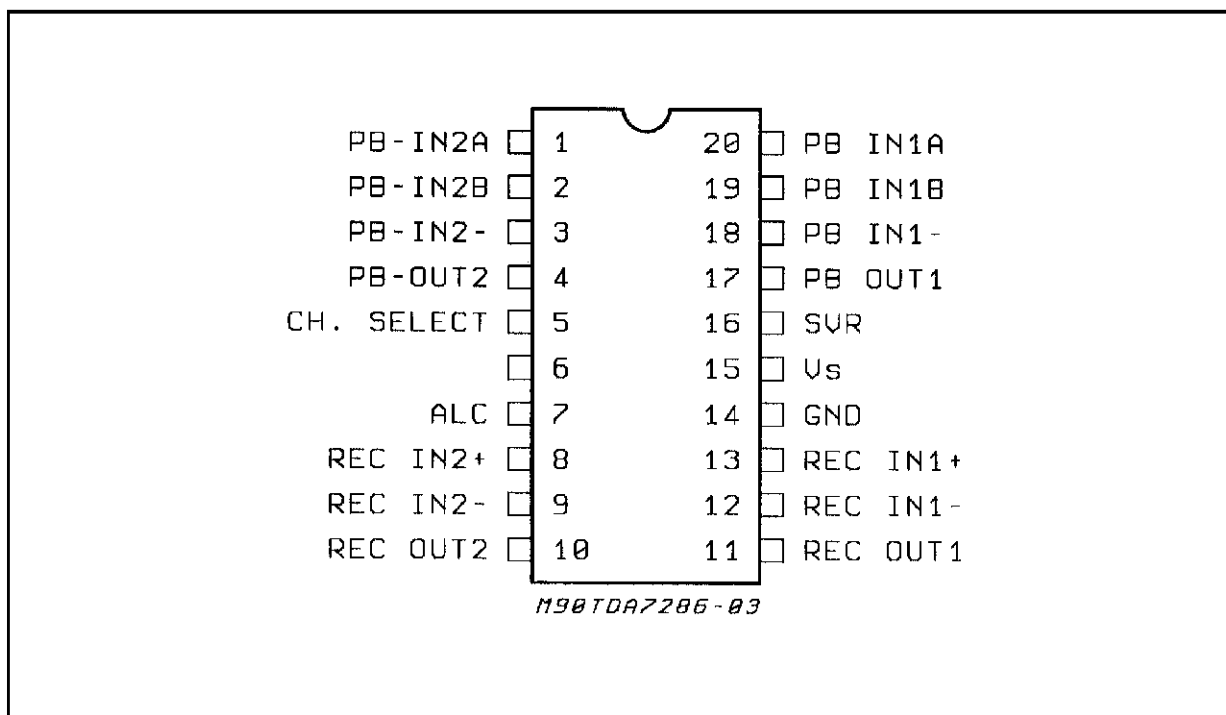 PB-IN2A 1 20 PB IN1A
PB-IN2B 2 19 PB IN1B
PB-IN2- 3 18 PB IN1-
PB-OUT2 4 17 PB OUT1
CH. SELECT 5 16 SVR
6 15 Vs
ALC 7 14 GND
REC IN2+ 8 13 REC IN1+
REC IN2- 9 12 REC IN1-
REC OUT2 10 11 REC OUT1
M90TDA7286-03